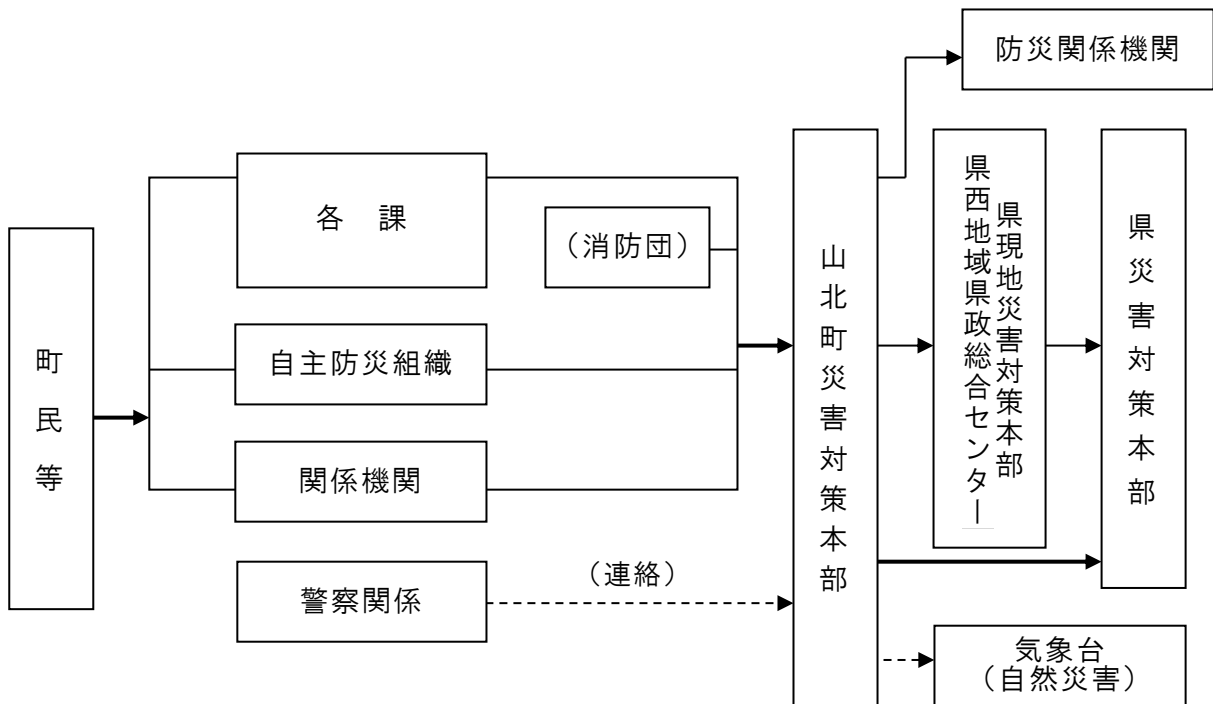 防災関係機関
各　課
（消防団）
町民等
自主防災組織
関係機関
警察関係
（連絡）
山北町災害対策本部
県現地災害対策本部
県西地域県政総合センター
県災害対策本部
気象台
（自然災害）